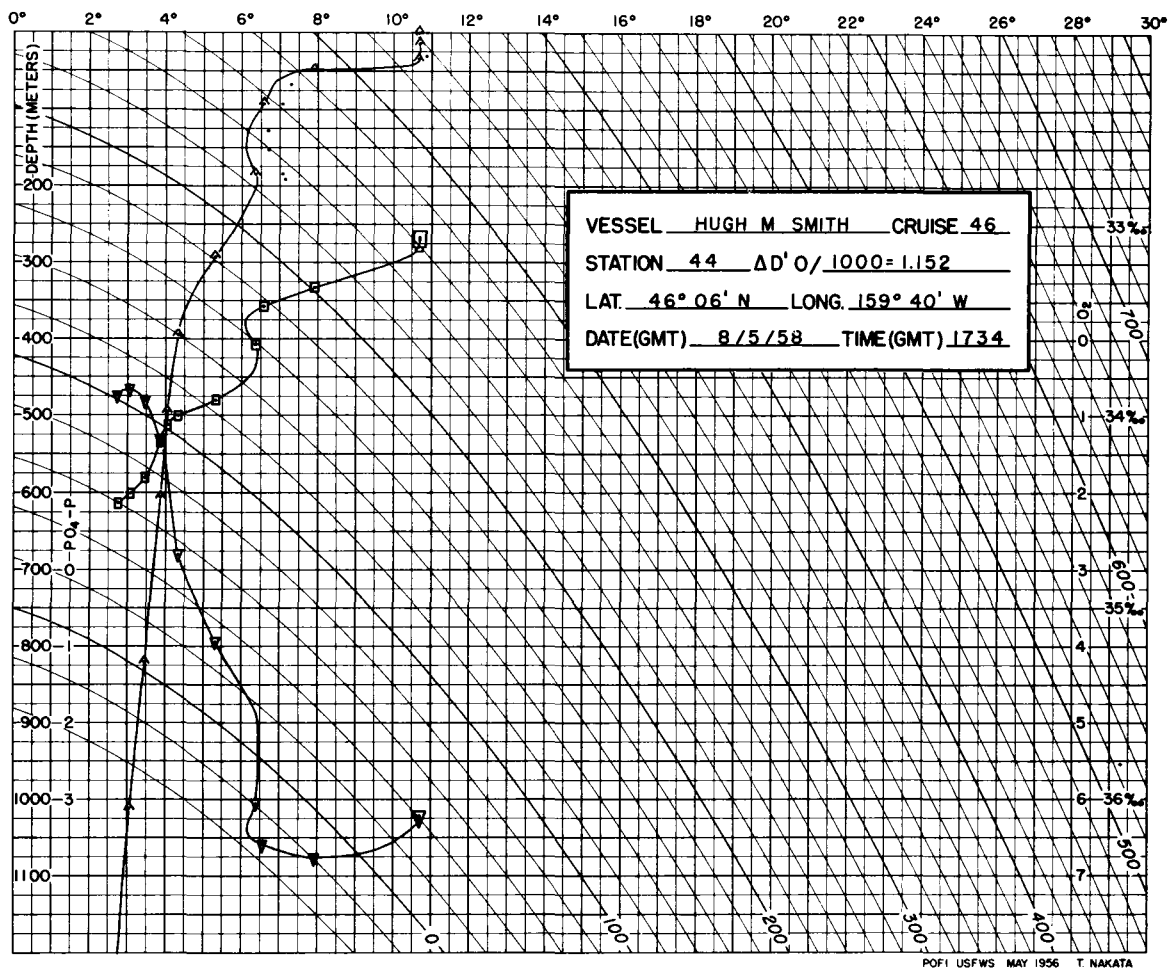 0° 2° 4° 6° 8° 10° 12° 14° 16° 18° 20° 22° 24° 26° 28° 30°
DEPTH (METERS)
200
300
400
500
600
700
800
900
1000
1100
PO₄-P
0
1
2
3
VESSEL HUGH M SMITH CRUISE 46
STATION 44 ΔD' 0/1000 = 1.152
LAT. 46° 06' N LONG. 159° 40' W
DATE(GMT) 8/5/58 TIME(GMT) 1734
O₂
0
1
2
3
4
5
6
7
33‰
34‰
35‰
36‰
700
600
500
0 100 200 300 400
POFI USFWS MAY 1956 T. NAKATA